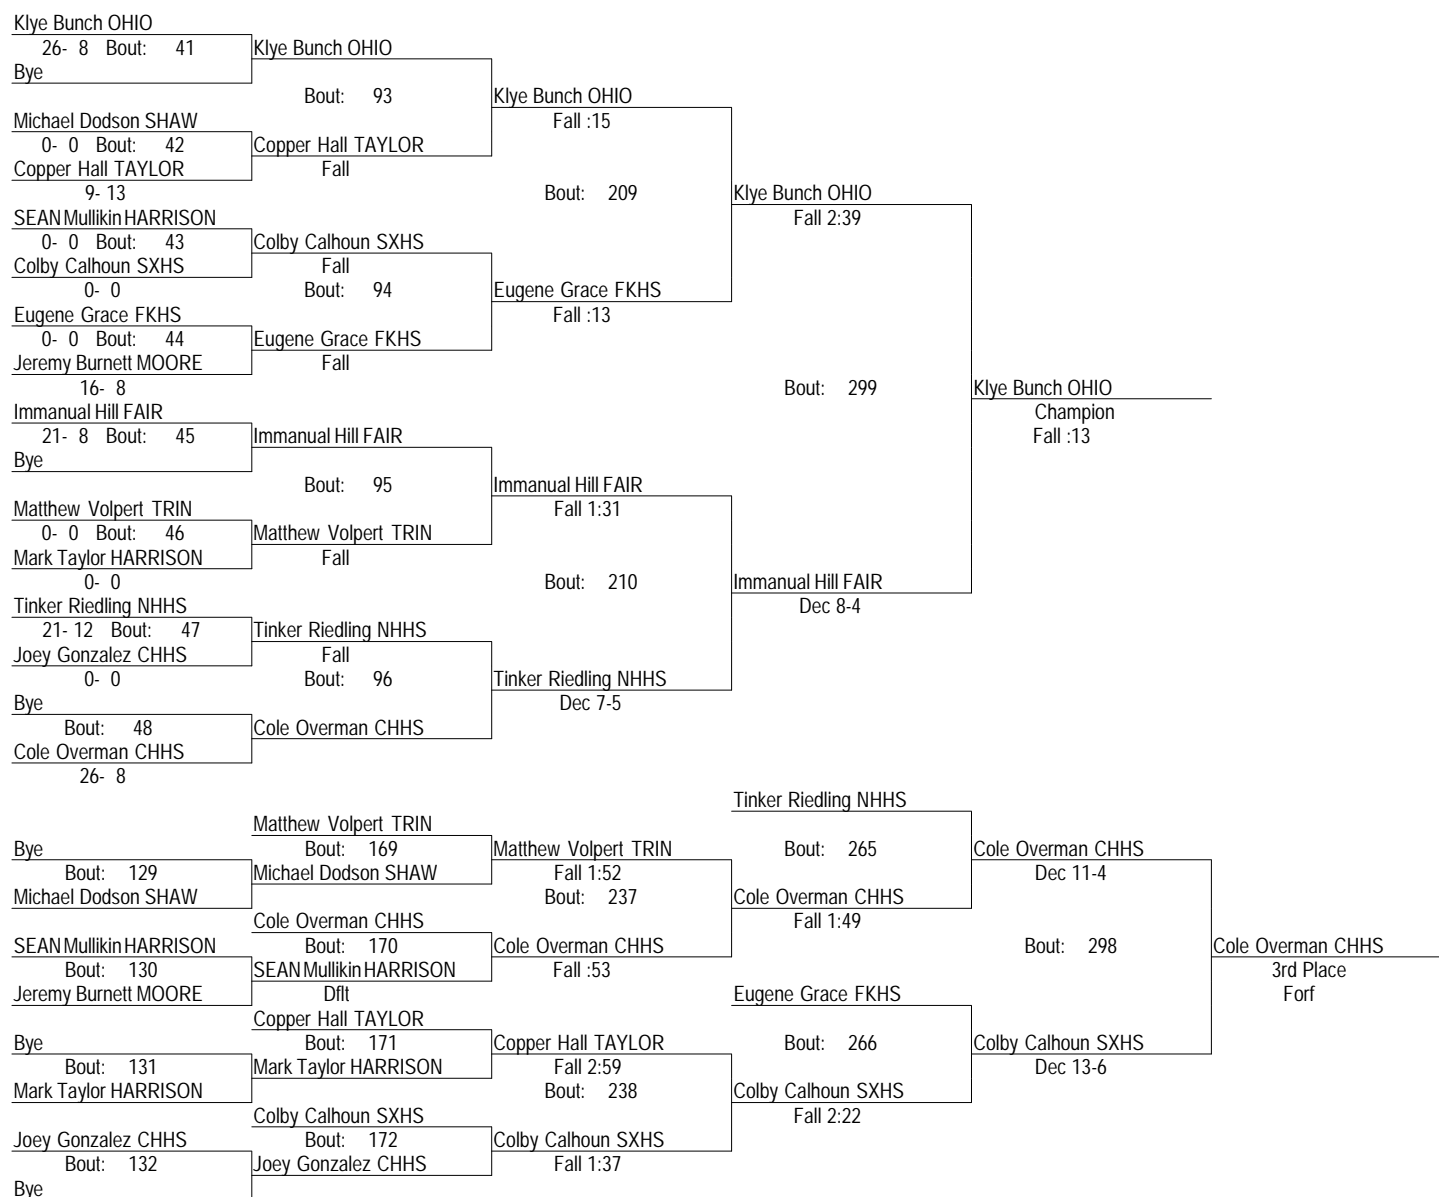 Klye Bunch OHIO
26- 8 Bout: 41 Klye Bunch OHIO
Bye
Bout: 93 Klye Bunch OHIO
Michael Dodson SHAW Fall :15
0- 0 Bout: 42 Copper Hall TAYLOR
Copper Hall TAYLOR Fall
9- 13 Bout: 209 Klye Bunch OHIO
SEAN Mullikin HARRISON Fall 2:39
0- 0 Bout: 43 Colby Calhoun SXHS
Colby Calhoun SXHS Fall
0- 0 Bout: 94 Eugene Grace FKHS
Eugene Grace FKHS Fall :13
0- 0 Bout: 44 Eugene Grace FKHS
Jeremy Burnett MOORE Fall
16- 8 Bout: 299 Klye Bunch OHIO
Immanual Hill FAIR Champion
21- 8 Bout: 45 Immanual Hill FAIR Fall :13
Bye
Bout: 95 Immanual Hill FAIR
Matthew Volpert TRIN Fall 1:31
0- 0 Bout: 46 Matthew Volpert TRIN
Mark Taylor HARRISON Fall
0- 0 Bout: 210 Immanual Hill FAIR
Tinker Riedling NHHS Dec 8-4
21- 12 Bout: 47 Tinker Riedling NHHS
Joey Gonzalez CHHS Fall
0- 0 Bout: 96 Tinker Riedling NHHS
Bye Dec 7-5
Bout: 48 Cole Overman CHHS
Cole Overman CHHS
26- 8
Tinker Riedling NHHS
Matthew Volpert TRIN
Bye Bout: 169 Matthew Volpert TRIN Bout: 265 Cole Overman CHHS
Bout: 129 Michael Dodson SHAW Fall 1:52 Dec 11-4
Michael Dodson SHAW Bout: 237 Cole Overman CHHS
Cole Overman CHHS Fall 1:49
SEAN Mullikin HARRISON Bout: 170 Cole Overman CHHS Bout: 298 Cole Overman CHHS
Bout: 130 SEAN Mullikin HARRISON Fall :53 3rd Place
Jeremy Burnett MOORE Dflt Eugene Grace FKHS Forf
Copper Hall TAYLOR
Bye Bout: 171 Copper Hall TAYLOR Bout: 266 Colby Calhoun SXHS
Bout: 131 Mark Taylor HARRISON Fall 2:59 Dec 13-6
Mark Taylor HARRISON Bout: 238 Colby Calhoun SXHS
Colby Calhoun SXHS Fall 2:22
Joey Gonzalez CHHS Bout: 172 Colby Calhoun SXHS
Bout: 132 Joey Gonzalez CHHS Fall 1:37
Bye